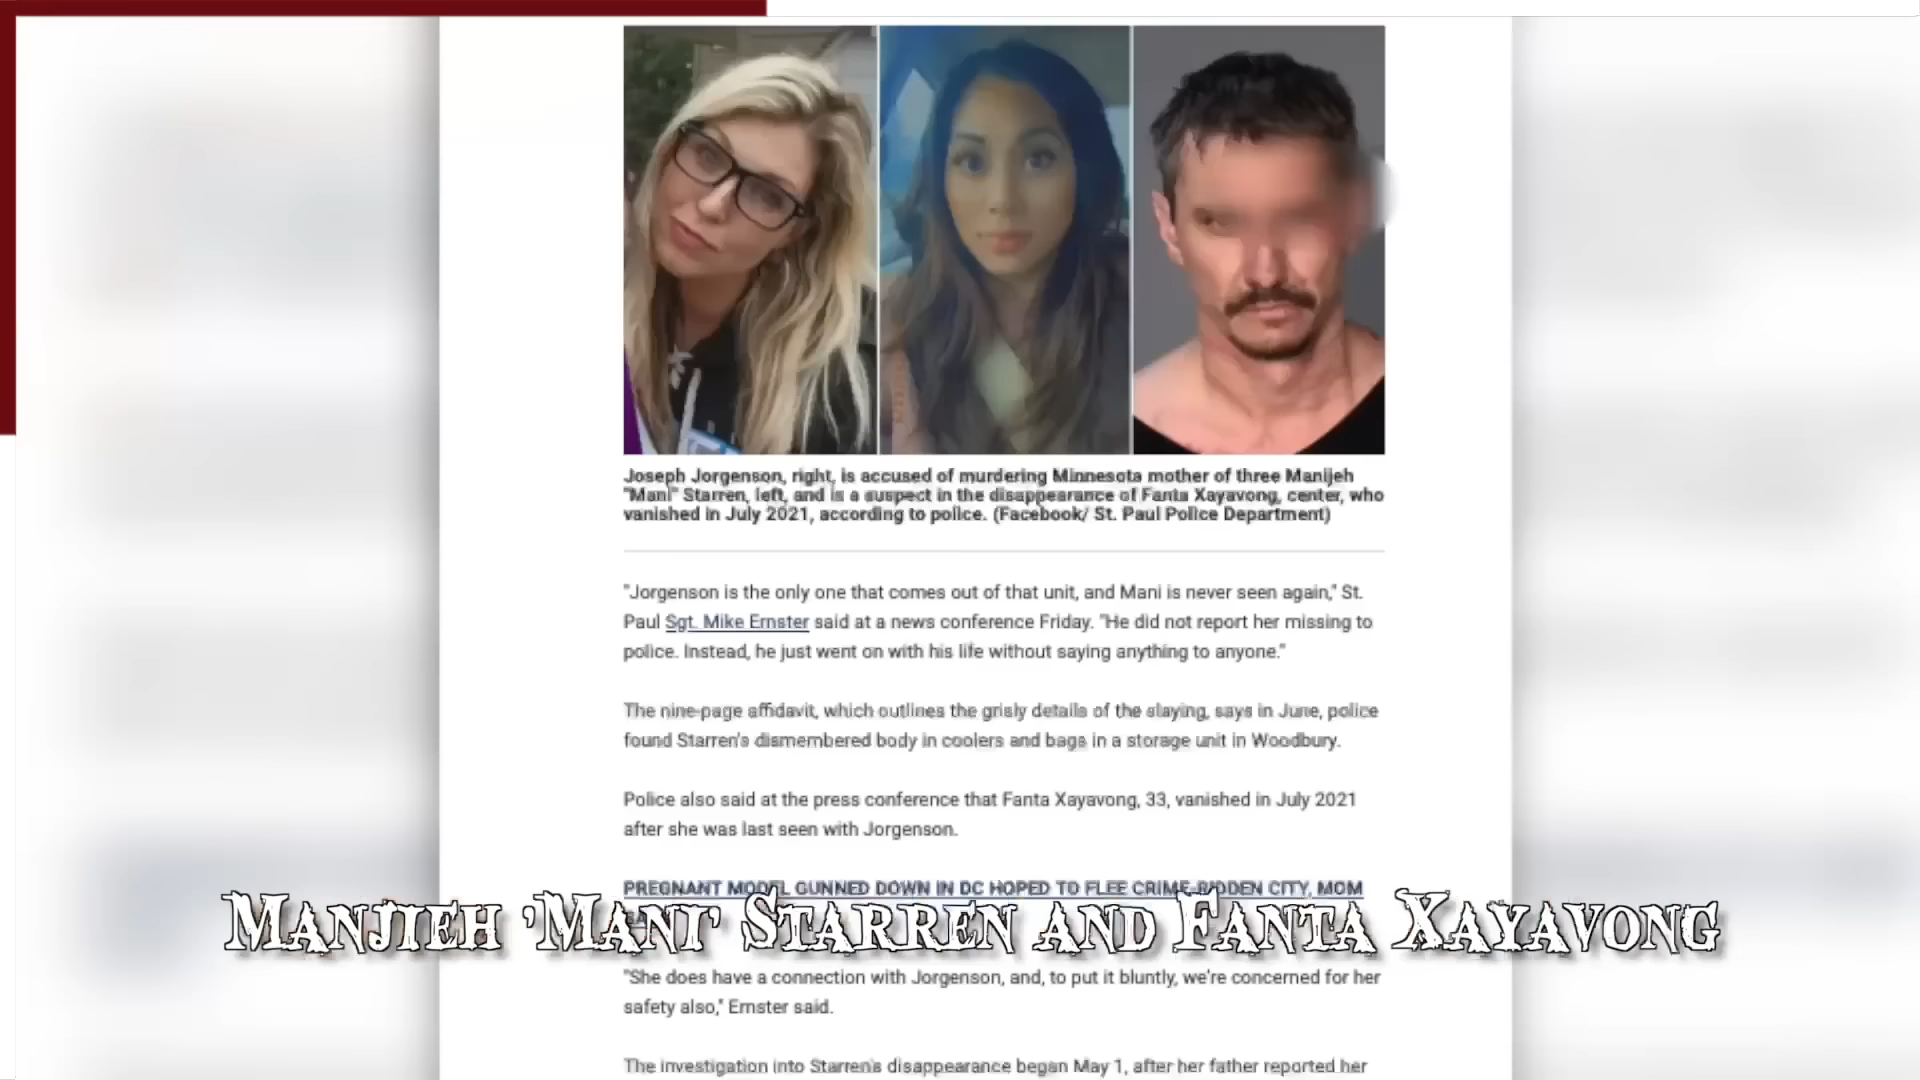 Joseph Jorgenson, right, is accused of murdering Minnesota mother of three Manijeh
"Mani" Starren, left, and is a suspect in the disappearance of Fanta Xayavong, center, who
vanished in July 2021, according to police. (Facebook/ St. Paul Police Department)
"Jorgenson is the only one that comes out of that unit, and Mani is never seen again," St.
Paul Sgt. Mike Ernster said at a news conference Friday. "He did not report her missing to
police. Instead, he just went on with his life without saying anything to anyone."
The nine-page affidavit, which outlines the grisly details of the slaying, says in June, police
found Starren's dismembered body in coolers and bags in a storage unit in Woodbury.
Police also said at the press conference that Fanta Xayavong, 33, vanished in July 2021
after she was last seen with Jorgenson.
PREGNANT MODEL GUNNED DOWN IN DC HOPED TO FLEE CRIME-RIDDEN CITY, MOM
Manjieh 'Mani' Starren and Fanta Xayavong
"She does have a connection with Jorgenson, and, to put it bluntly, we're concerned for her
safety also," Ernster said.
The investigation into Starren's disappearance began May 1, after her father reported her